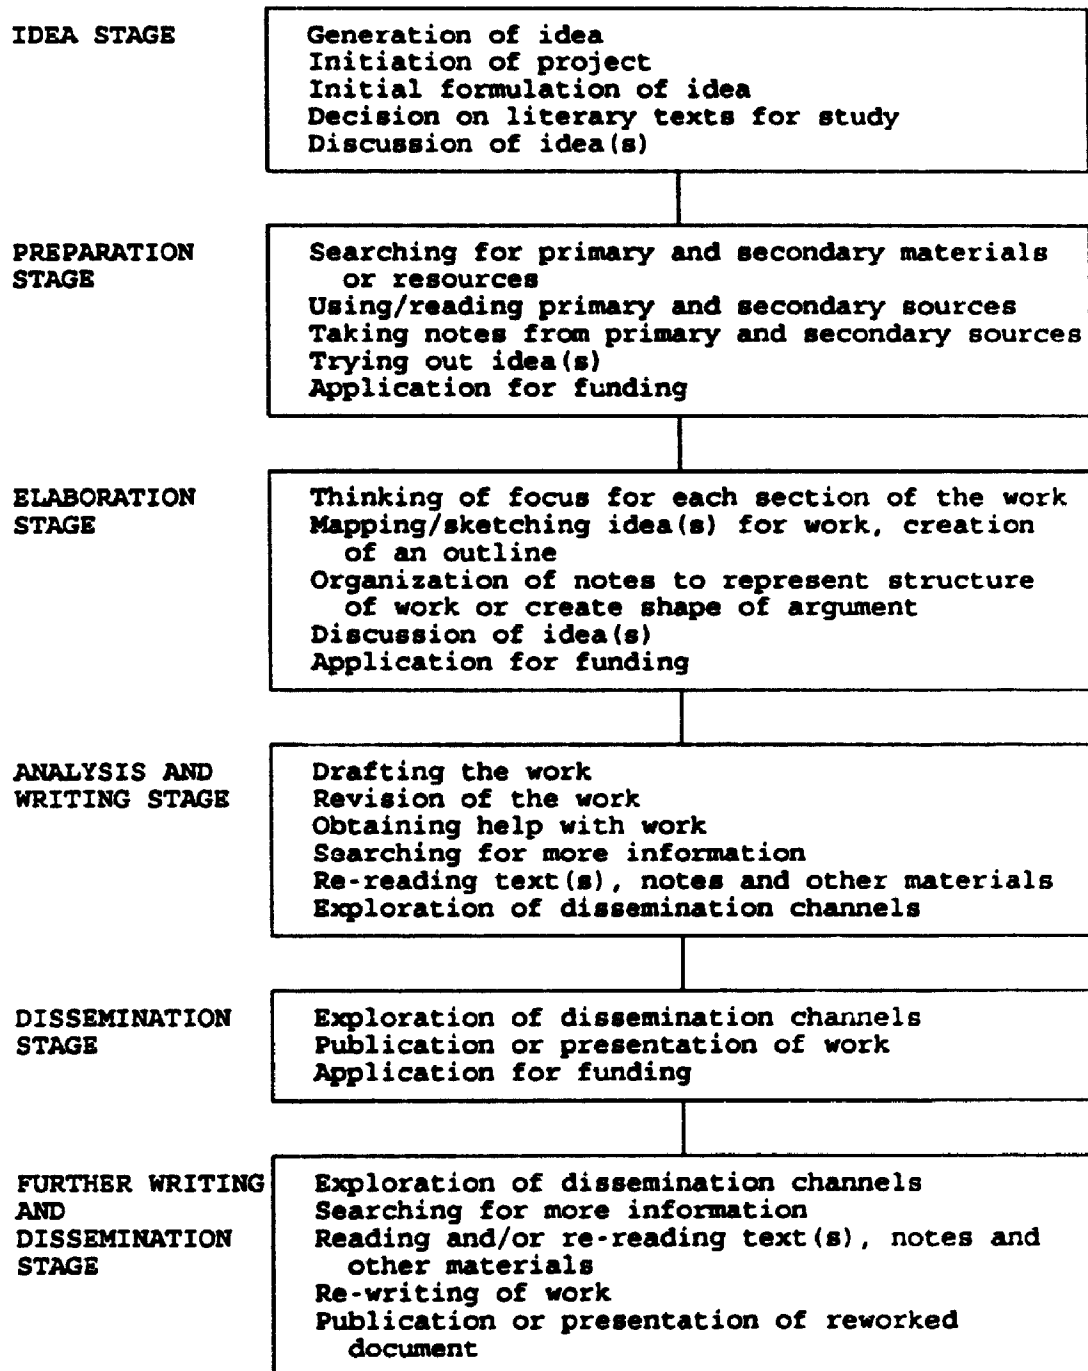 IDEA STAGE
Generation of idea
Initiation of project
Initial formulation of idea
Decision on literary texts for study
Discussion of idea(s)
PREPARATION
STAGE
Searching for primary and secondary materials
or resources
Using/reading primary and secondary sources
Taking notes from primary and secondary sources
Trying out idea(s)
Application for funding
ELABORATION
STAGE
Thinking of focus for each section of the work
Mapping/sketching idea(s) for work, creation
of an outline
Organization of notes to represent structure
of work or create shape of argument
Discussion of idea(s)
Application for funding
ANALYSIS AND
WRITING STAGE
Drafting the work
Revision of the work
Obtaining help with work
Searching for more information
Re-reading text(s), notes and other materials
Exploration of dissemination channels
DISSEMINATION
STAGE
Exploration of dissemination channels
Publication or presentation of work
Application for funding
FURTHER WRITING
AND
DISSEMINATION
STAGE
Exploration of dissemination channels
Searching for more information
Reading and/or re-reading text(s), notes and
other materials
Re-writing of work
Publication or presentation of reworked
document